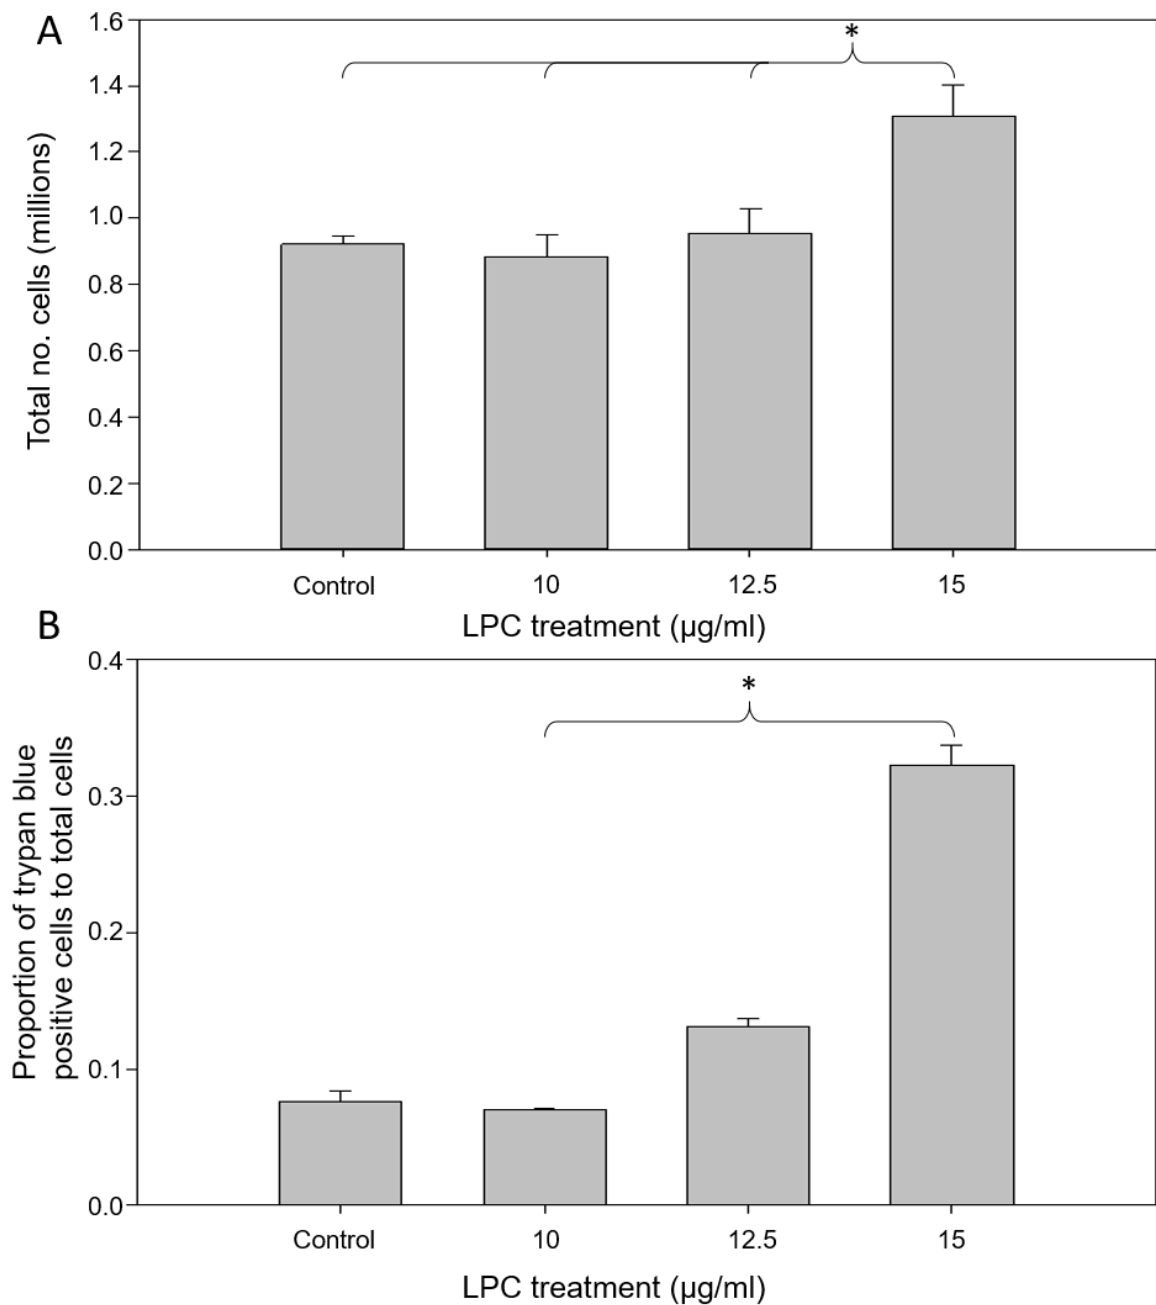 A
1.6
*
1.4
1.2
1.0
0.8
0.6
0.4
0.2
0.0
Total no. cells (millions)
Control 10 12.5 15
LPC treatment (µg/ml)
B
0.4
*
0.3
0.2
0.1
0.0
Proportion of trypan blue
positive cells to total cells
Control 10 12.5 15
LPC treatment (µg/ml)